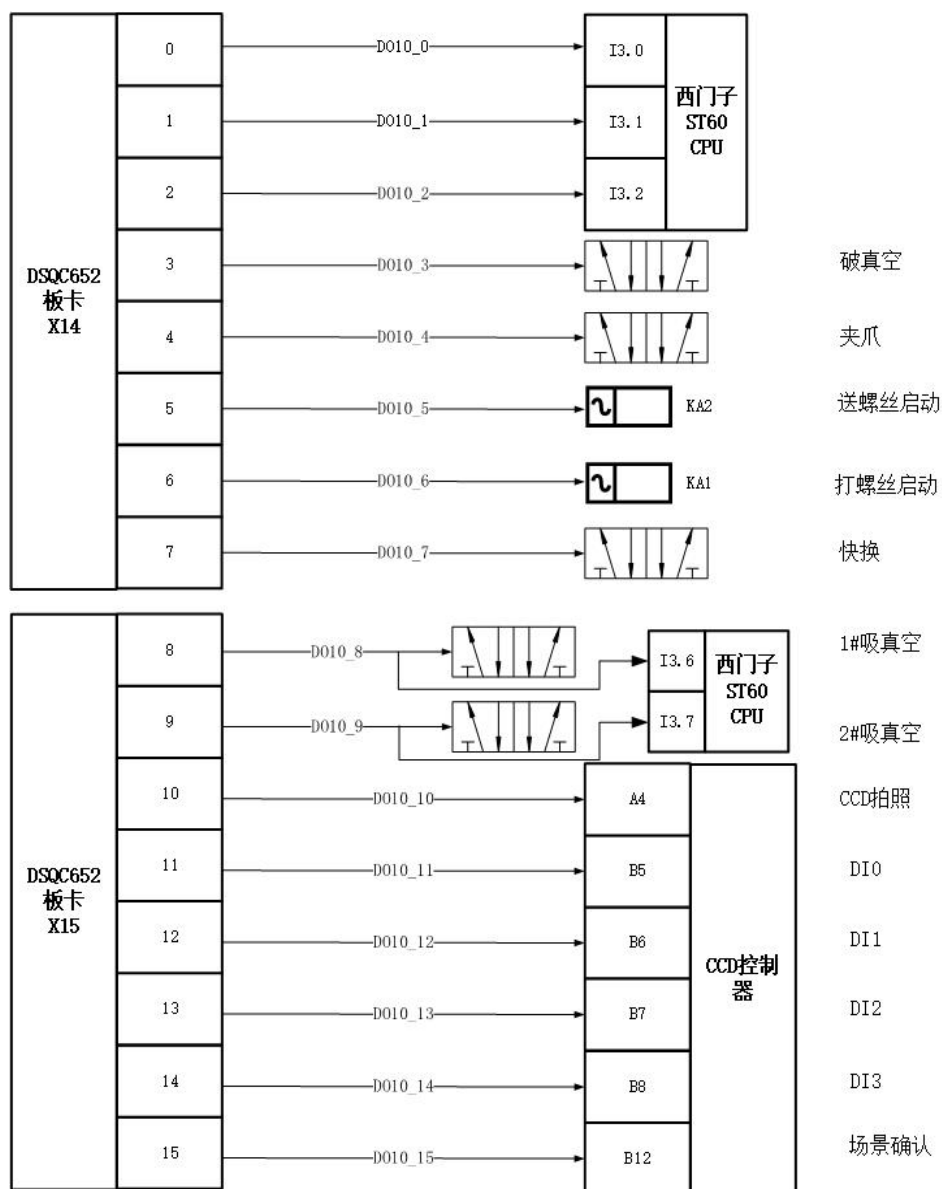 0 DO10_0 I3.0
1 DO10_1 I3.1
2 DO10_2 I3.2
西门子
ST60
CPU
3 DO10_3 破真空
4 DO10_4 夹爪
5 DO10_5 KA2 送螺丝启动
6 DO10_6 KA1 打螺丝启动
7 DO10_7 快换
DSQC652
板卡
X14
8 DO10_8 I3.6 1#吸真空
9 DO10_9 I3.7 2#吸真空
西门子
ST60
CPU
10 DO10_10 A4 CCD拍照
11 DO10_11 B5 DI0
12 DO10_12 B6 DI1
13 DO10_13 B7 DI2
14 DO10_14 B8 DI3
15 DO10_15 B12 场景确认
DSQC652
板卡
X15
CCD控制
器